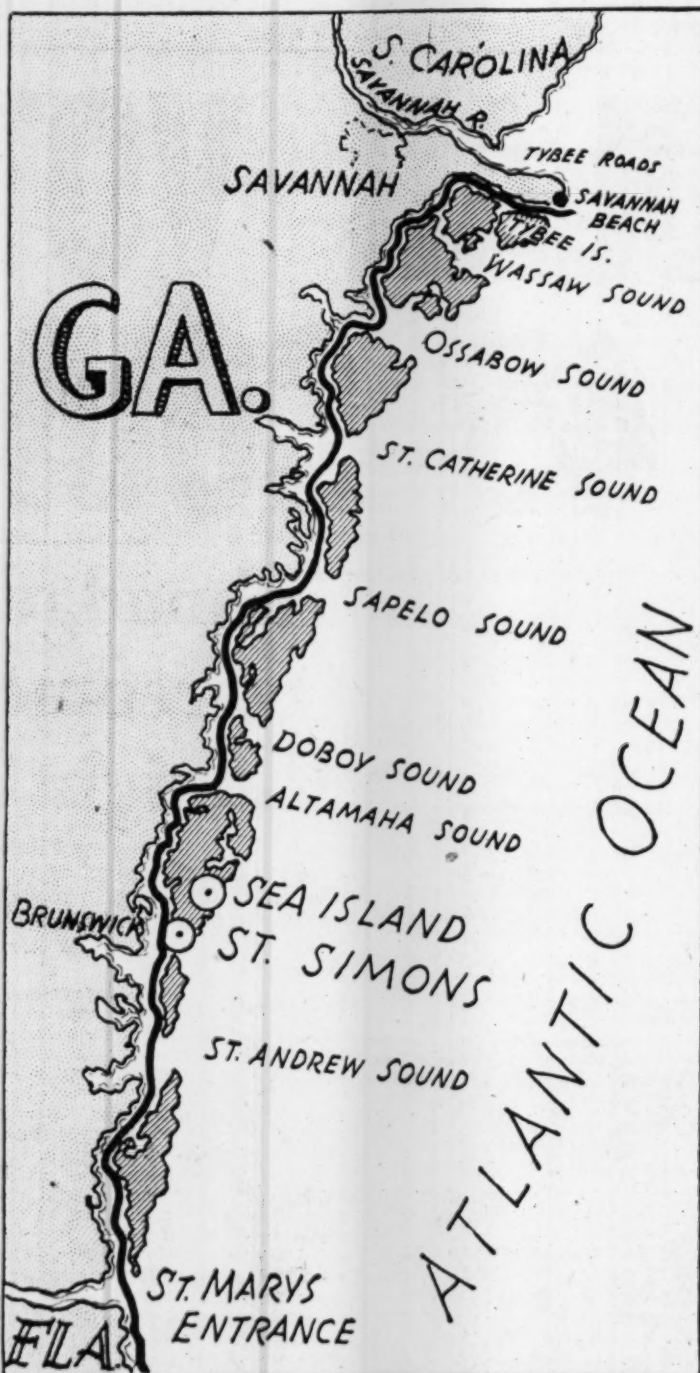 S. CAROLINA
SAVANNAH R.
TYBEE ROADS
SAVANNAH
SAVANNAH
BEACH
TYBEE IS.
WASSAW SOUND
GA.
OSSABOW SOUND
ST. CATHERINE SOUND
SAPELO SOUND
ATLANTIC OCEAN
DOBOY SOUND
ALTAMAHA SOUND
SEA ISLAND
BRUNSWICK
ST. SIMONS
ST. ANDREW SOUND
ST. MARYS
ENTRANCE
FLA.